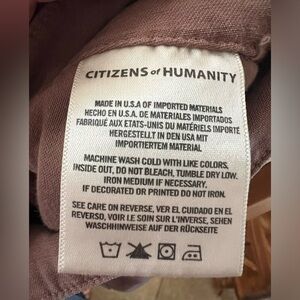 CITIZENS of HUMANITY
MADE IN U.S.A OF IMPORTED MATERIALS
HECHO EN U.S.A. DE MATERIALES IMPORTADOS
FABRIQUÉ AUX ETATS-UNIS DU MATÉRIELS IMPORTÉ
HERGESTELLT IN DEN USA MIT
IMPORTIERTEM MATERIAL
MACHINE WASH COLD WITH LIKE COLORS,
INSIDE OUT, DO NOT BLEACH, TUMBLE DRY LOW.
IRON MEDIUM IF NECESSARY.
IF DECORATED OR PRINTED DO NOT IRON.
SEE CARE ON REVERSE, VER EL CUIDADO EN EL
REVERSO, VOIR I.E SOIN SUR L'INVERSE, SEHEN
WASCHHINWEISE AUF DER RÜCKSEITE